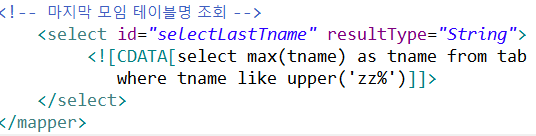 <!-- 마지막 모임 테이블명 조회 -->
<select id="selectLastTname" resultType="String">
<![CDATA[select max(tname) as tname from tab
where tname like upper('zz%')]]>
</select>
</mapper>